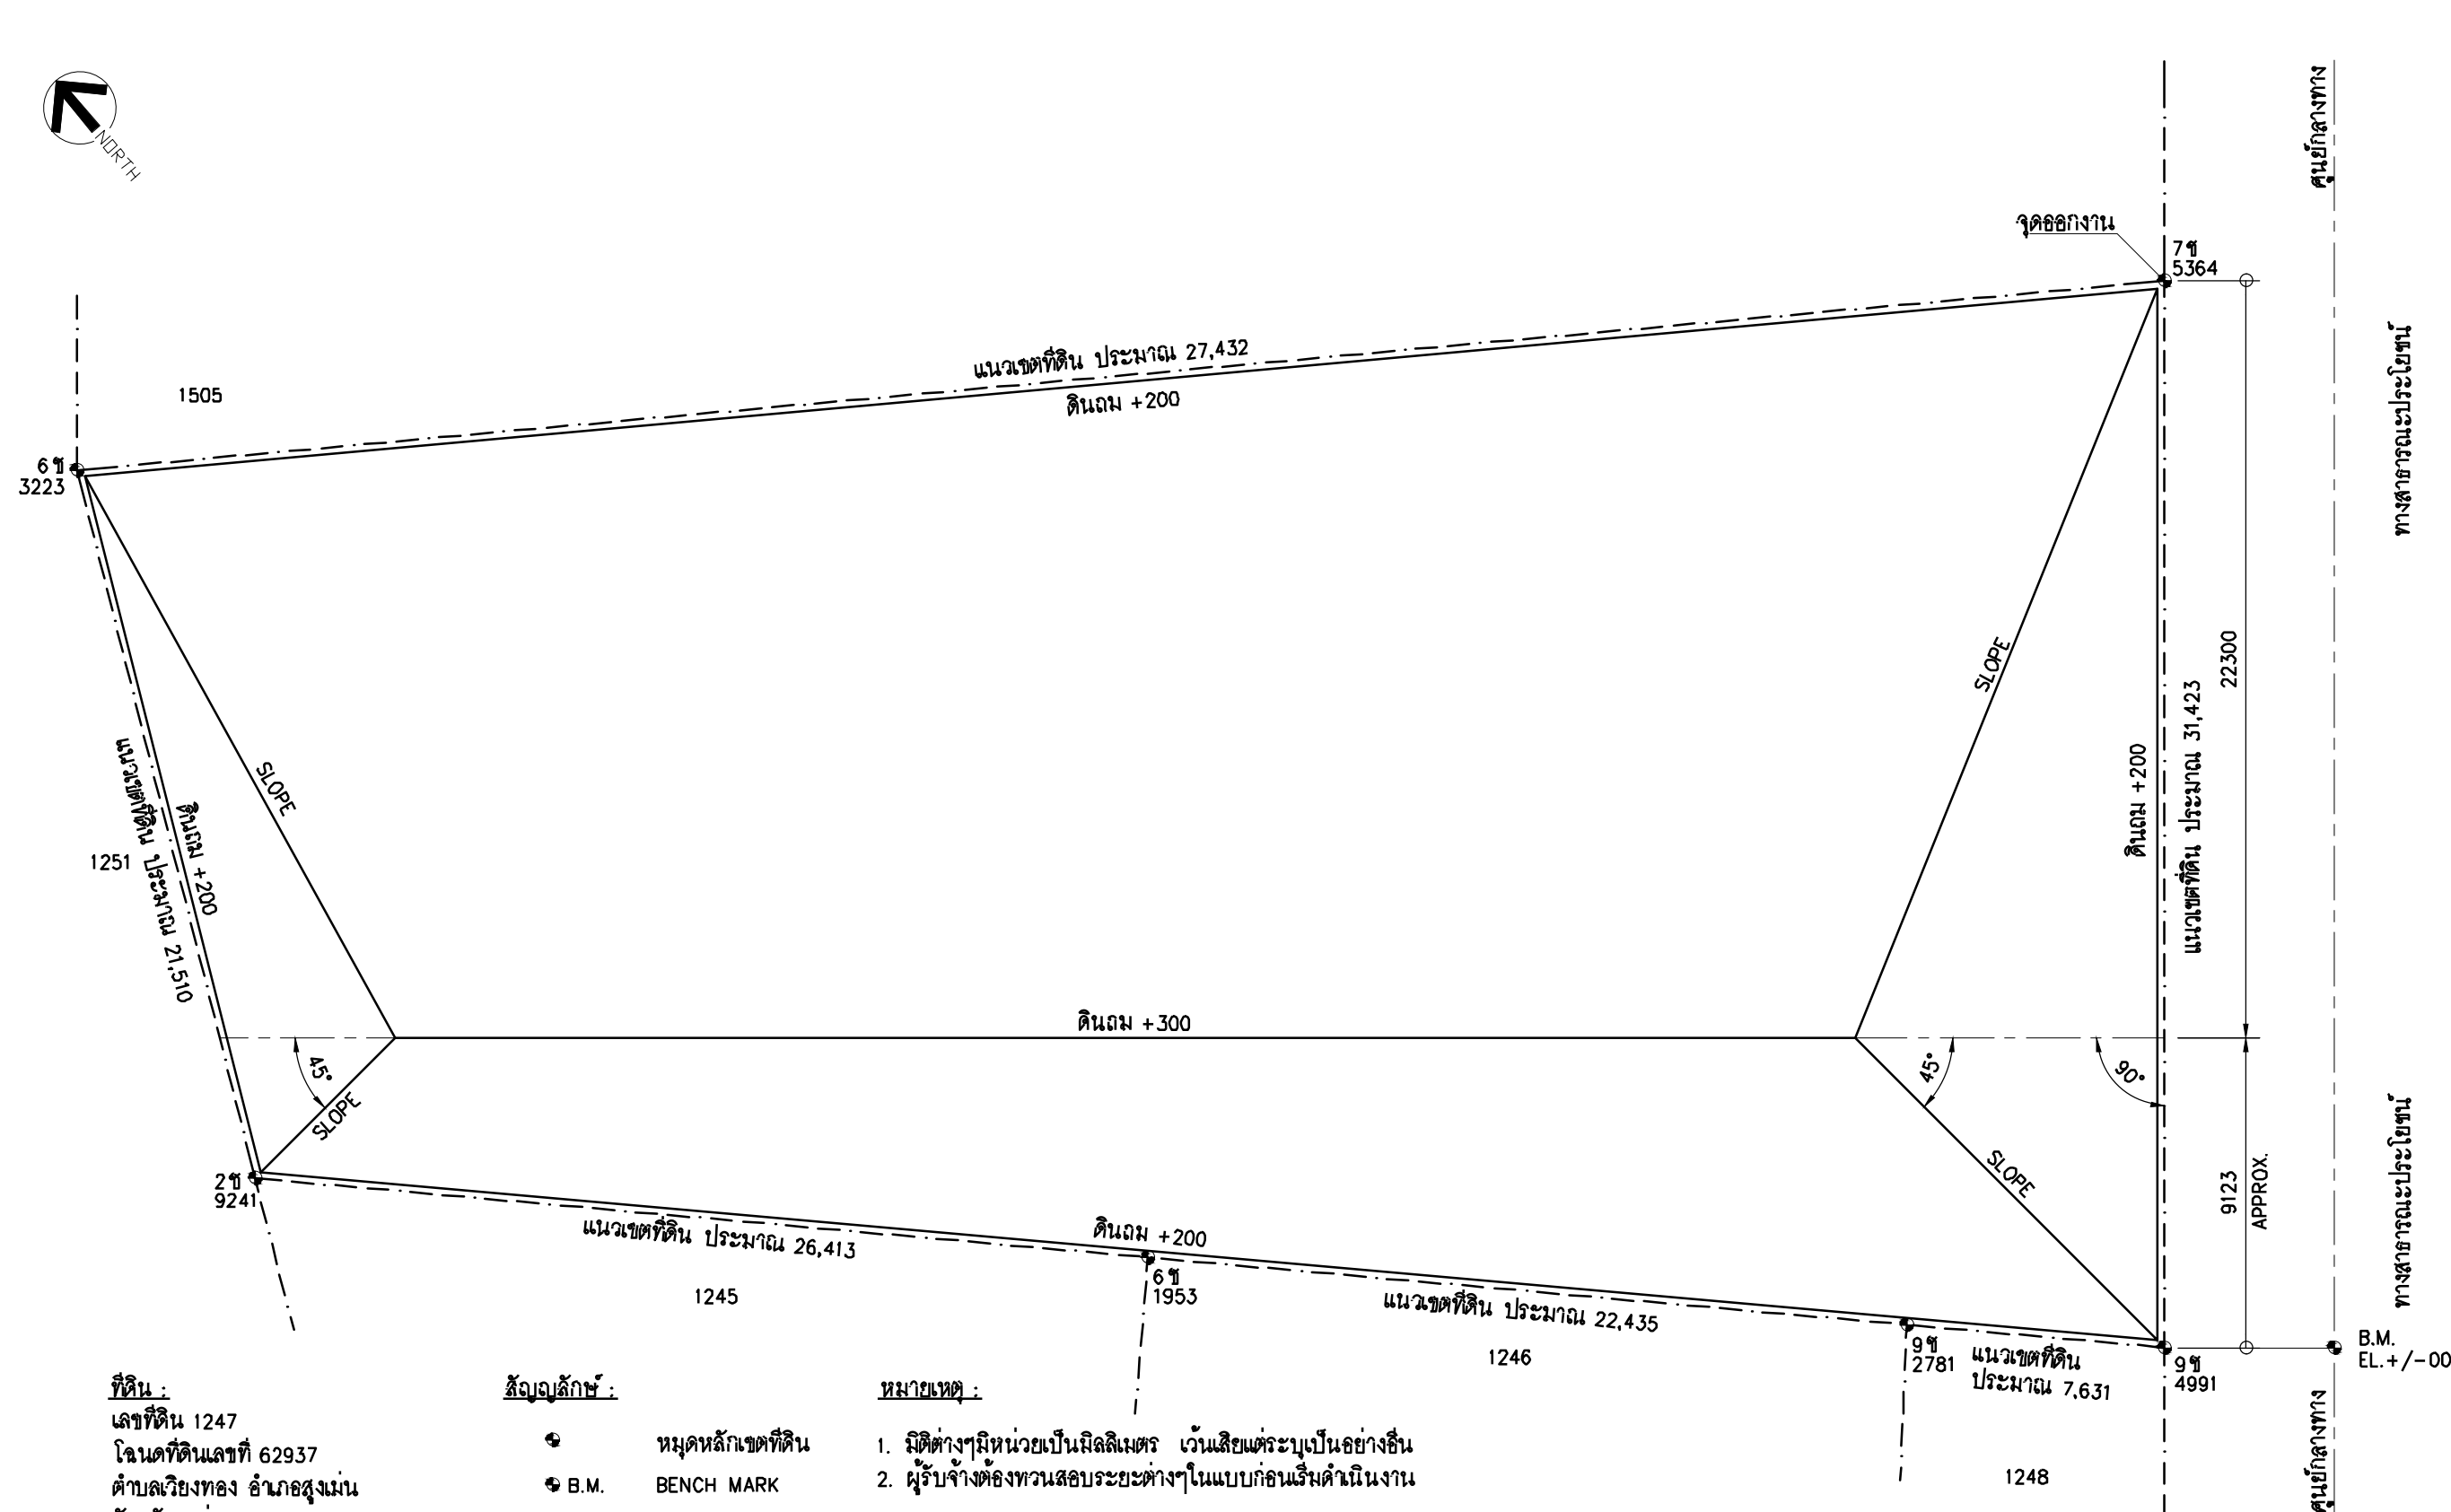 NORTH
ศูนย์กลางทาง
จุดออกงาน
7ช
5364
แนวเขตที่ดิน ประมาณ 27,432
ดินถม +200
1505
6ช
3223
ทางสาธารณะประโยชน์
SLOPE
SLOPE
22300
แนวเขตที่ดิน ประมาณ 31,423
ดินถม +200
แนวเขตที่ดิน ประมาณ 21,510
ดินถม +200
1251
ดินถม +300
45°
SLOPE
45°
90°
SLOPE
9123
APPROX.
ทางสาธารณะประโยชน์
2ช
9241
แนวเขตที่ดิน ประมาณ 26,413
ดินถม +200
6ช
1953
1245
แนวเขตที่ดิน ประมาณ 22,435
1246
9ช
2781
แนวเขตที่ดิน
ประมาณ 7,631
9ช
4991
B.M.
EL.+/-00
1248
ศูนย์กลางทาง
ที่ดิน :
เลขที่ดิน 1247
โฉนดที่ดินเลขที่ 62937
ตำบลเวียงทอง อำเภอสูงเม่น
สัญญลักษ์ :
หมุดหลักเขตที่ดิน
B.M. BENCH MARK
หมายเหตุ :
1. มิติต่างๆมีหน่วยเป็นมิลลิเมตร เว้นเสียแต่ระบุเป็นอย่างอื่น
2. ผู้รับจ้างต้องทวนสอบระยะต่างๆในแบบก่อนเริ่มดำเนินงาน